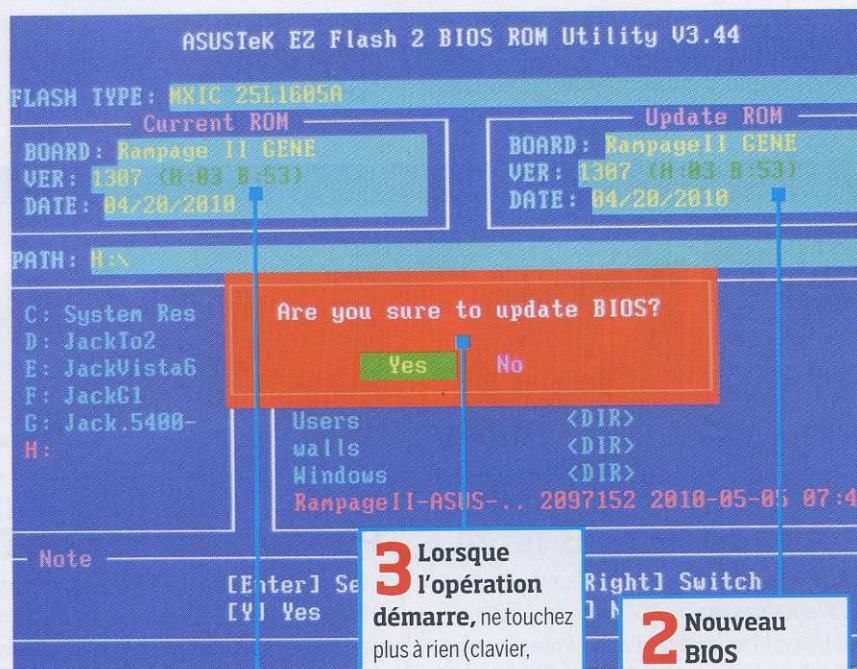 ASUSTeK EZ Flash 2 BIOS ROM Utility V3.44
FLASH TYPE: MXIC 25L1605A
Current ROM
BOARD: Rampage II GENE
VER: 1307 (H:03 B:53)
DATE: 04/20/2010
Update ROM
BOARD: RampageII GENE
VER: 1307 (H:03 B:53)
DATE: 04/20/2010
PATH: H:\
C: System Res
D: JackTo2
E: JackVista6
F: JackG1
G: Jack.5400-
H:
Are you sure to update BIOS?
Yes No
Users <DIR>
walls <DIR>
Windows <DIR>
RampageII-ASUS-.. 2097152 2010-05-05 07:4
Note
[Enter] Se
Right] Switch
[Y] Yes
3 Lorsque
l'opération
démarre, ne touchez
plus à rien (clavier,
2 Nouveau
BIOS